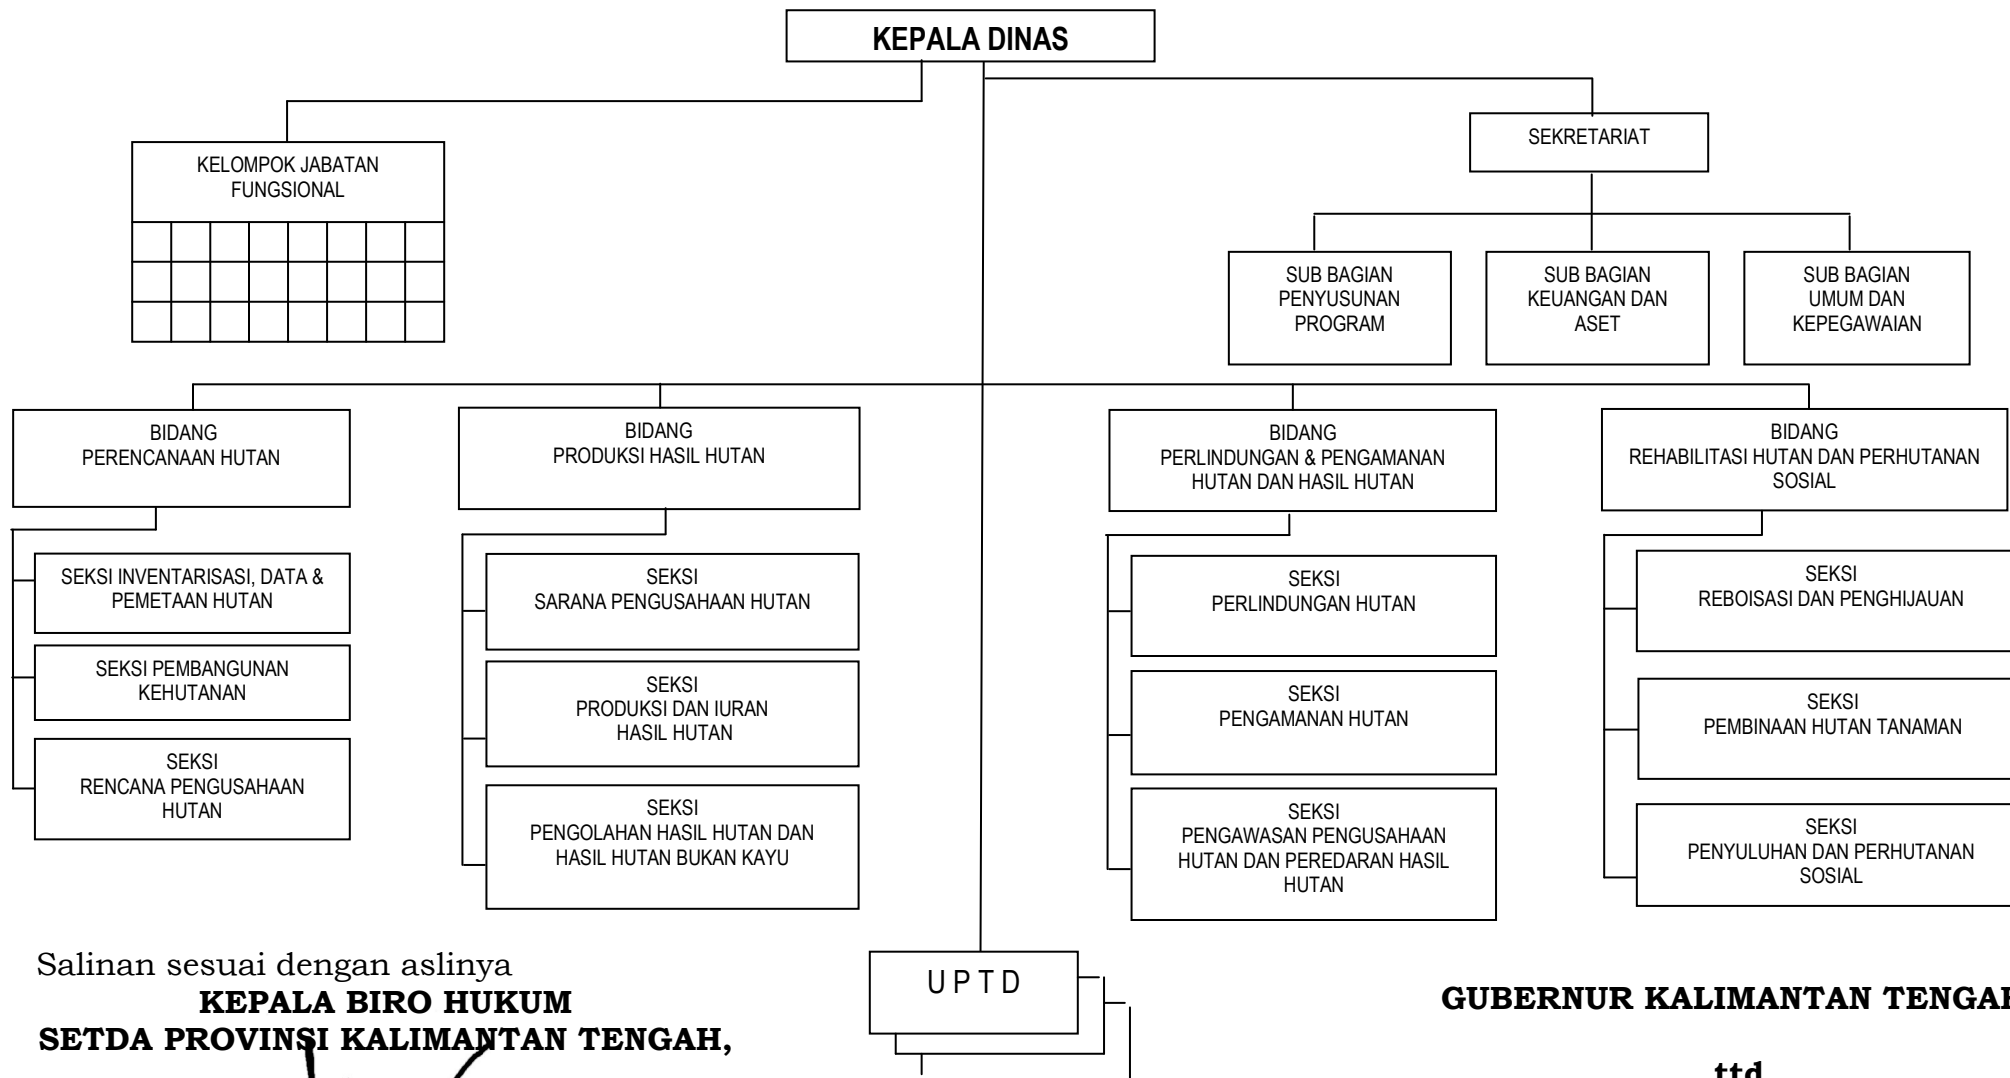 KEPALA DINAS
SEKRETARIAT
KELOMPOK JABATAN
FUNGSIONAL
SUB BAGIAN
PENYUSUNAN
PROGRAM
SUB BAGIAN
KEUANGAN DAN
ASET
SUB BAGIAN
UMUM DAN
KEPEGAWAIAN
BIDANG
PERENCANAAN HUTAN
SEKSI INVENTARISASI, DATA &
PEMETAAN HUTAN
SEKSI PEMBANGUNAN
KEHUTANAN
SEKSI
RENCANA PENGUSAHAAN
HUTAN
BIDANG
PRODUKSI HASIL HUTAN
SEKSI
SARANA PENGUSAHAAN HUTAN
SEKSI
PRODUKSI DAN IURAN
HASIL HUTAN
SEKSI
PENGOLAHAN HASIL HUTAN DAN
HASIL HUTAN BUKAN KAYU
BIDANG
PERLINDUNGAN & PENGAMANAN
HUTAN DAN HASIL HUTAN
SEKSI
PERLINDUNGAN HUTAN
SEKSI
PENGAMANAN HUTAN
SEKSI
PENGAWASAN PENGUSAHAAN
HUTAN DAN PEREDARAN HASIL
HUTAN
BIDANG
REHABILITASI HUTAN DAN PERHUTANAN
SOSIAL
SEKSI
REBOISASI DAN PENGHIJAUAN
SEKSI
PEMBINAAN HUTAN TANAMAN
SEKSI
PENYULUHAN DAN PERHUTANAN
SOSIAL
UPTD
Salinan sesuai dengan aslinya
KEPALA BIRO HUKUM
SETDA PROVINSI KALIMANTAN TENGAH,
GUBERNUR KALIMANTAN TENGAH
ttd